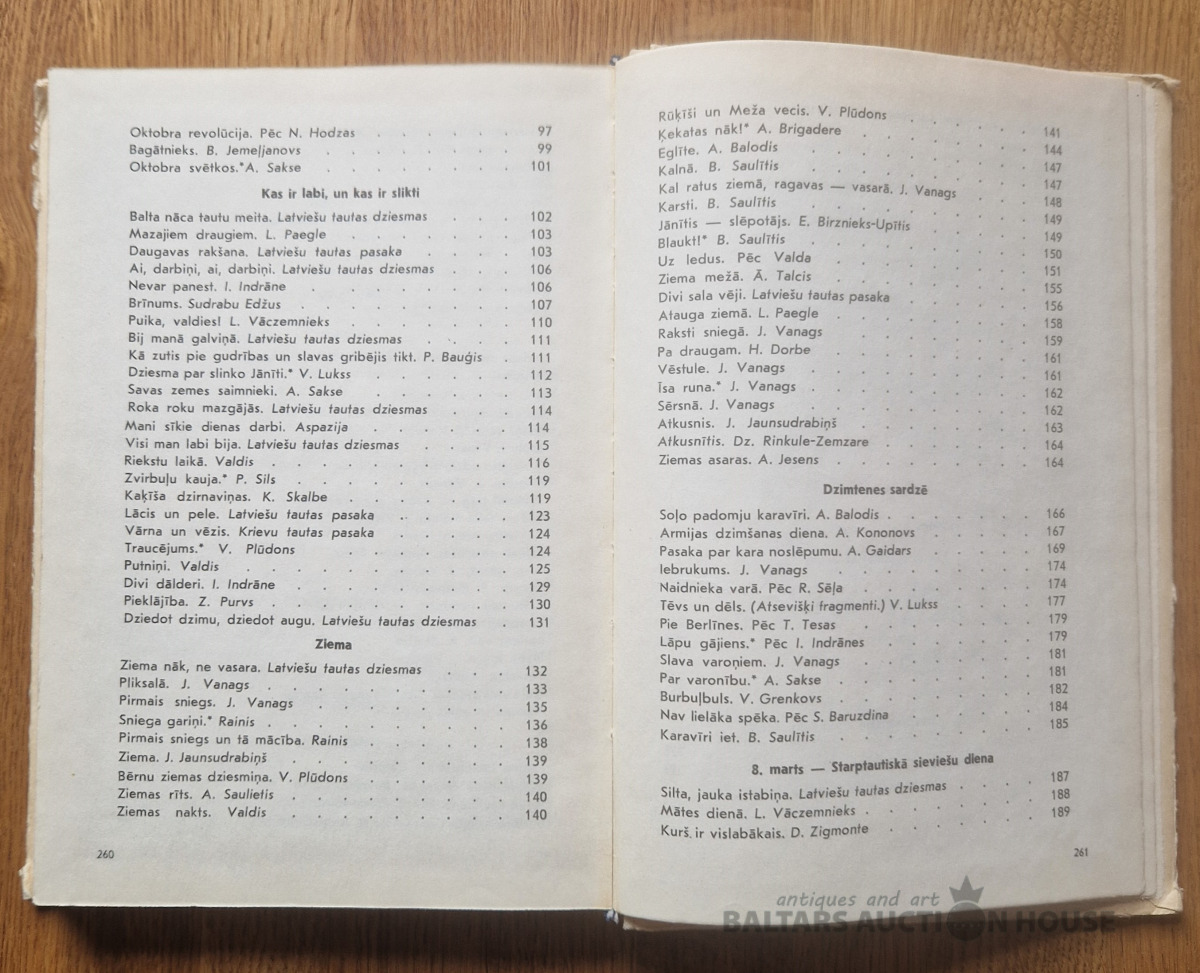 Oktobra revolūcija. Pēc N. Hodzas . . . . . . 97
Bagātnieks. B. Jemeļjanovs . . . . . . . 99
Oktobra svētkos.* A. Sakse . . . . . . . 101
Kas ir labi, un kas ir slikti
Balta nāca tautu meita. Latviešu tautas dziesmas . . . 102
Mazajiem draugiem. L. Paegle . . . . . . 103
Daugavas rakšana. Latviešu tautas pasaka . . . . 103
Ai, darbiņi, ai, darbiņi. Latviešu tautas dziesmas . . . 106
Nevar panest. I. Indrāne . . . . . . . 106
Brīnums. Sudrabu Edžus . . . . . . . 107
Puika, valdies! L. Vāczemnieks . . . . . . 110
Bij manā galviņā. Latviešu tautas dziesmas . . . . 111
Kā zutis pie gudrības un slavas gribējis tikt. P. Bauģis . 111
Dziesma par slinko Jānīti.* V. Lukss . . . . . 112
Savas zemes saimnieki. A. Sakse . . . . . . 113
Roka roku mazgājās. Latviešu tautas dziesmas . . . 114
Mani sīkie dienas darbi. Aspazija . . . . . 114
Visi man labi bija. Latviešu tautas dziesmas . . . . 115
Riekstu laikā. Valdis . . . . . . . . 116
Zvirbuļu kauja.* P. Sils . . . . . . . 119
Kaķīša dzirnaviņas. K. Skalbe . . . . . . 119
Lācis un pele. Latviešu tautas pasaka . . . . . 123
Vārna un vēzis. Krievu tautas pasaka . . . . . 124
Traucējums.* V. Plūdons . . . . . . 124
Putniņi. Valdis . . . . . . . . . 125
Divi dālderi. I. Indrāne . . . . . . . 129
Pieklājība. Z. Purvs . . . . . . . . 130
Dziedot dzimu, dziedot augu. Latviešu tautas dziesmas . 131
Ziema
Ziema nāk, ne vasara. Latviešu tautas dziesmas . . . 132
Pliksalā. J. Vanags . . . . . . . . 133
Pirmais sniegs. J. Vanags . . . . . . . 135
Sniega gariņi.* Rainis . . . . . . . . 136
Pirmais sniegs un tā mācība. Rainis . . . . . 138
Ziema. J. Jaunsudrabiņš . . . . . . . 139
Bērnu ziemas dziesmiņa. V. Plūdons . . . . . 139
Ziemas rīts. A. Saulietis . . . . . . . 140
Ziemas nakts. Valdis . . . . . . . . 140
260
Rūķīši un Meža vecis. V. Plūdons . . . . . 141
Ķekatas nāk!* A. Brigadere . . . . . . 144
Eglīte. A. Balodis . . . . . . . 147
Kalnā. B. Saulītis . . . . . . . 147
Kal ratus ziemā, ragavas — vasarā. J. Vanags . . 148
Karsti. B. Saulītis . . . . . . . 149
Jānītis — slēpotājs. E. Birznieks-Upītis . . . 149
Blaukt!* B. Saulītis . . . . . . . 150
Uz ledus. Pēc Valda . . . . . . . 151
Ziema mežā. Ā. Talcis . . . . . . . 155
Divi sala vēji. Latviešu tautas pasaka . . . . 156
Atauga ziemā. L. Paegle . . . . . . 158
Raksti sniegā. J. Vanags . . . . . . 159
Pa draugam. H. Dorbe . . . . . . . 161
Vēstule. J. Vanags . . . . . . . 161
Īsa runa.* J. Vanags . . . . . . . 162
Sērsnā. J. Vanags . . . . . . . 162
Atkusnis. J. Jaunsudrabiņš . . . . . . 163
Atkusnītis. Dz. Rinkule-Zemzare . . . . . 164
Ziemas asaras. A. Jesens . . . . . . 164
Dzimtenes sardzē
Soļo padomju karavīri. A. Balodis . . . . . 166
Armijas dzimšanas diena. A. Kononovs . . . . 167
Pasaka par kara noslēpumu. A. Gaidars . . . . 169
Iebrukums. J. Vanags . . . . . . . 174
Naidnieka varā. Pēc R. Sēļa . . . . . . 174
Tēvs un dēls. (Atsevišķi fragmenti.) V. Lukss . . . . 177
Pie Berlīnes. Pēc T. Tesas . . . . . . 179
Lāpu gājiens.* Pēc I. Indrānes . . . . . 179
Slava varoņiem. J. Vanags . . . . . . 181
Par varonību.* A. Sakse . . . . . . 181
Burbuļbuls. V. Grenkovs . . . . . . 182
Nav lielāka spēka. Pēc S. Baruzdina . . . . 184
Karavīri iet. B. Saulītis . . . . . . 185
8. marts — Starptautiskā sieviešu diena
Silta, jauka istabiņa. Latviešu tautas dziesmas . . . . 187
Mātes dienā. L. Vāczemnieks . . . . . . 188
Kurš ir vislabākais. D. Zigmonte . . . . . 189
261
antiques and art
BALTARS AUCTION HOUSE